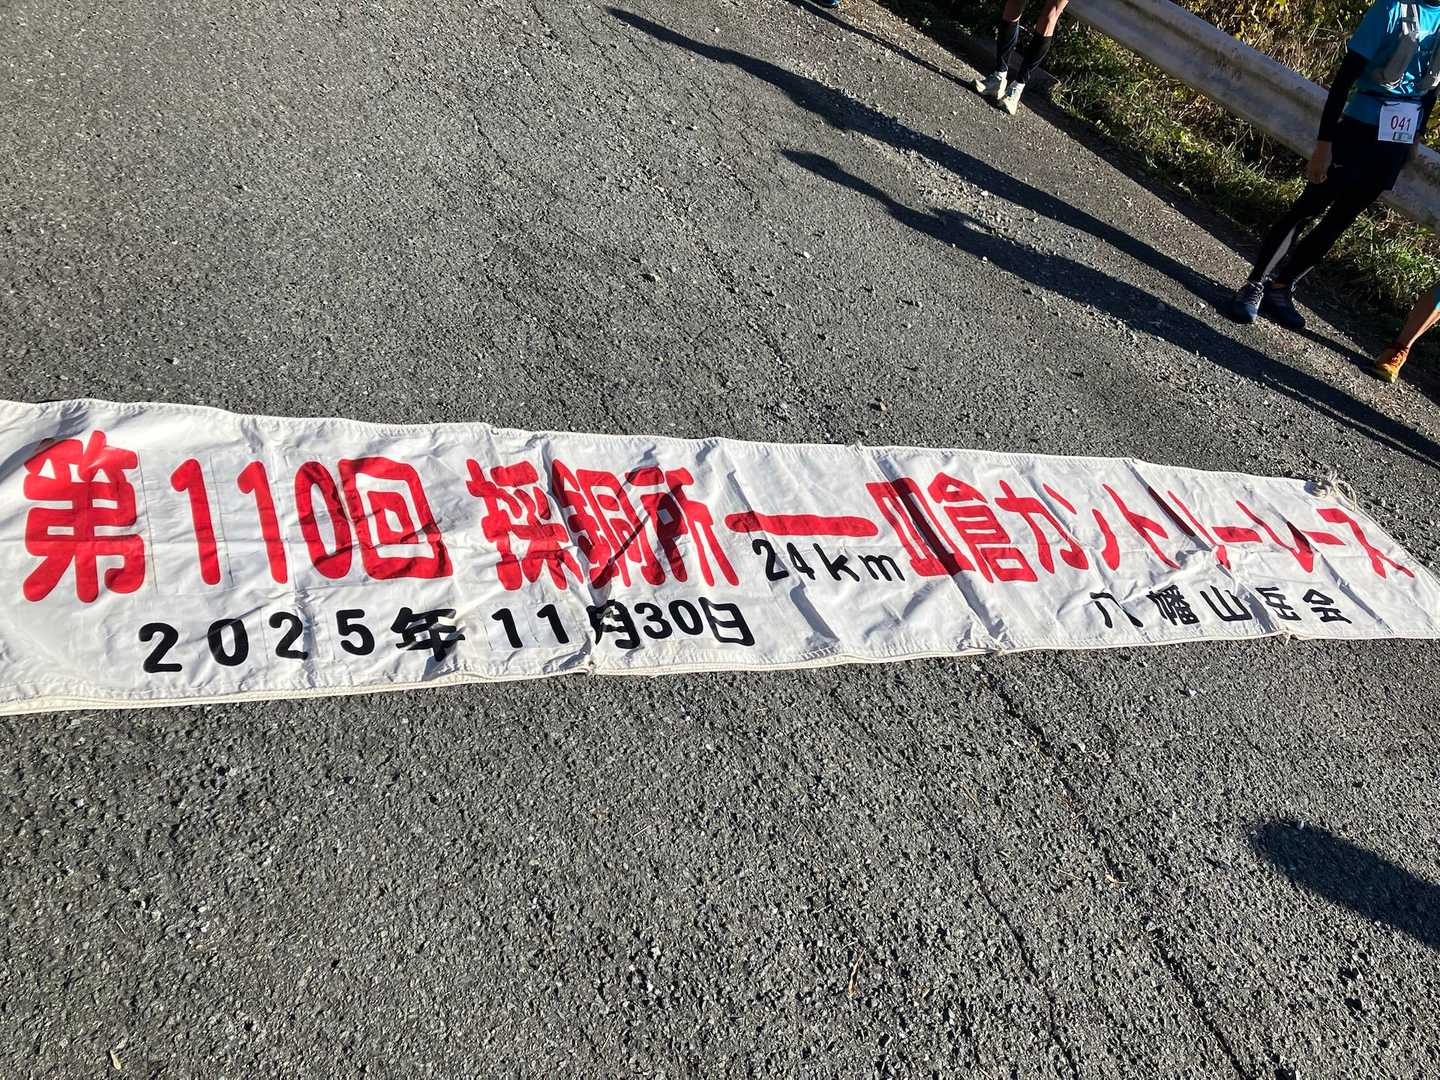 第110回 採銅所ー皿倉カントリーレース
24km
2025年11月30日
八幡山岳会
041